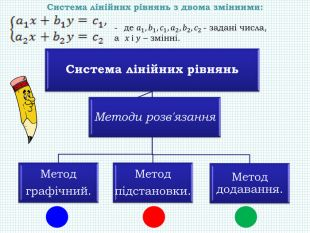 Система лінійних рівнянь з двома змінними:
a₁x + b₁y = c₁,
a₂x + b₂y = c₂
- де a₁, b₁, c₁, a₂, b₂, c₂ - задані числа,
а x і y – змінні.
Система лінійних рівнянь
Методи розв'язання
Метод
графічний.
Метод
підстановки.
Метод
додавання.